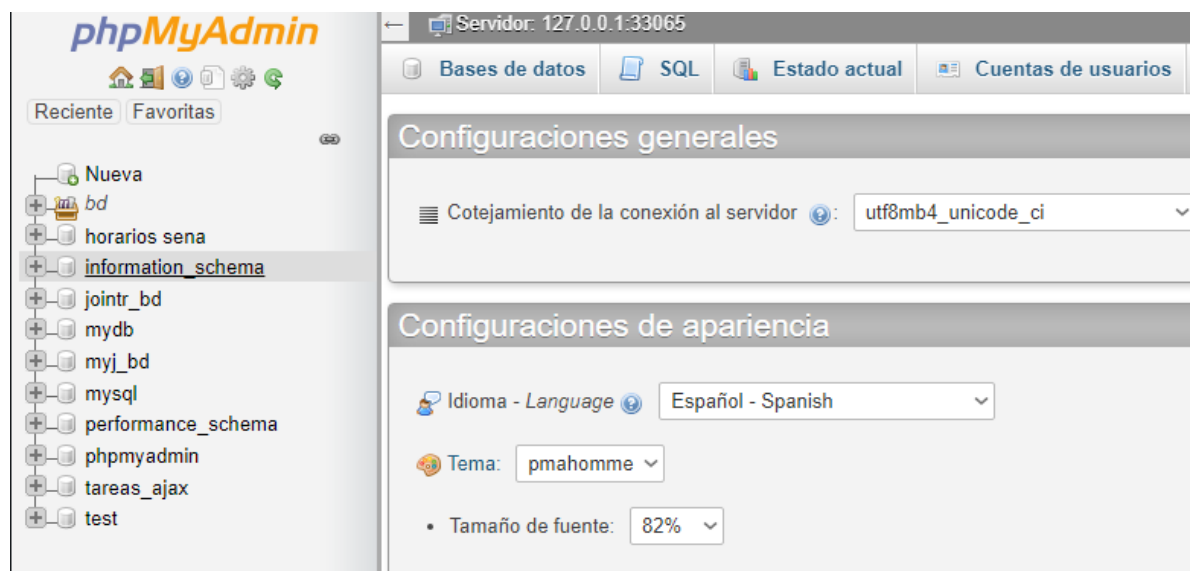 phpMyAdmin
Reciente Favoritas
Nueva
bd
horarios sena
information_schema
jointr_bd
mydb
myj_bd
mysql
performance_schema
phpmyadmin
tareas_ajax
test
← Servidor: 127.0.0.1:33065
Bases de datos SQL Estado actual Cuentas de usuarios
Configuraciones generales
Cotejamiento de la conexión al servidor : utf8mb4_unicode_ci
Configuraciones de apariencia
Idioma - Language Español - Spanish
Tema: pmahomme
• Tamaño de fuente: 82%